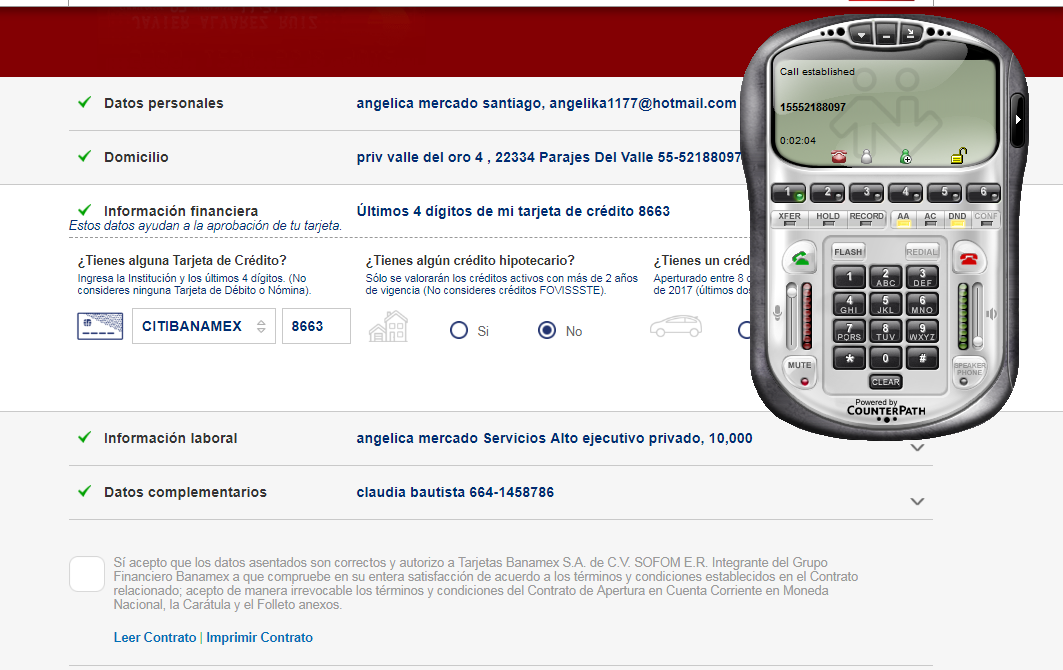 JAVIER ALVAREZ RUIZ
Datos personales
angelica mercado santiago, angelika1177@hotmail.com
Domicilio
priv valle del oro 4 , 22334 Parajes Del Valle 55-52188097
Información financiera
Últimos 4 dígitos de mi tarjeta de crédito 8663
Estos datos ayudan a la aprobación de tu tarjeta.
¿Tienes alguna Tarjeta de Crédito?
Ingresa la Institución y los últimos 4 dígitos. (No
consideres ninguna Tarjeta de Débito o Nómina).
CITIBANAMEX
8663
¿Tienes algún crédito hipotecario?
Sólo se valorarán los créditos activos con más de 2 años
de vigencia (No consideres créditos FOVISSSTE).
Si
No
¿Tienes un créd
Aperturado entre 8 d
de 2017 (últimos dos
Información laboral
angelica mercado Servicios Alto ejecutivo privado, 10,000
Datos complementarios
claudia bautista 664-1458786
Sí acepto que los datos asentados son correctos y autorizo a Tarjetas Banamex S.A. de C.V. SOFOM E.R. Integrante del Grupo
Financiero Banamex a que compruebe en su entera satisfacción de acuerdo a los términos y condiciones establecidos en el Contrato
relacionado; acepto de manera irrevocable los términos y condiciones del Contrato de Apertura en Cuenta Corriente en Moneda
Nacional, la Carátula y el Folleto anexos.
Leer Contrato | Imprimir Contrato
Call established
15552188097
0:02:04
1 2 3 4 5 6
XFER HOLD RECORD AA AC DND CONF
FLASH REDIAL
1 2 ABC 3 DEF
4 GHI 5 JKL 6 MNO
7 PQRS 8 TUV 9 WXYZ
* 0 #
MUTE
SPEAKER
PHONE
CLEAR
Powered by
COUNTERPATH